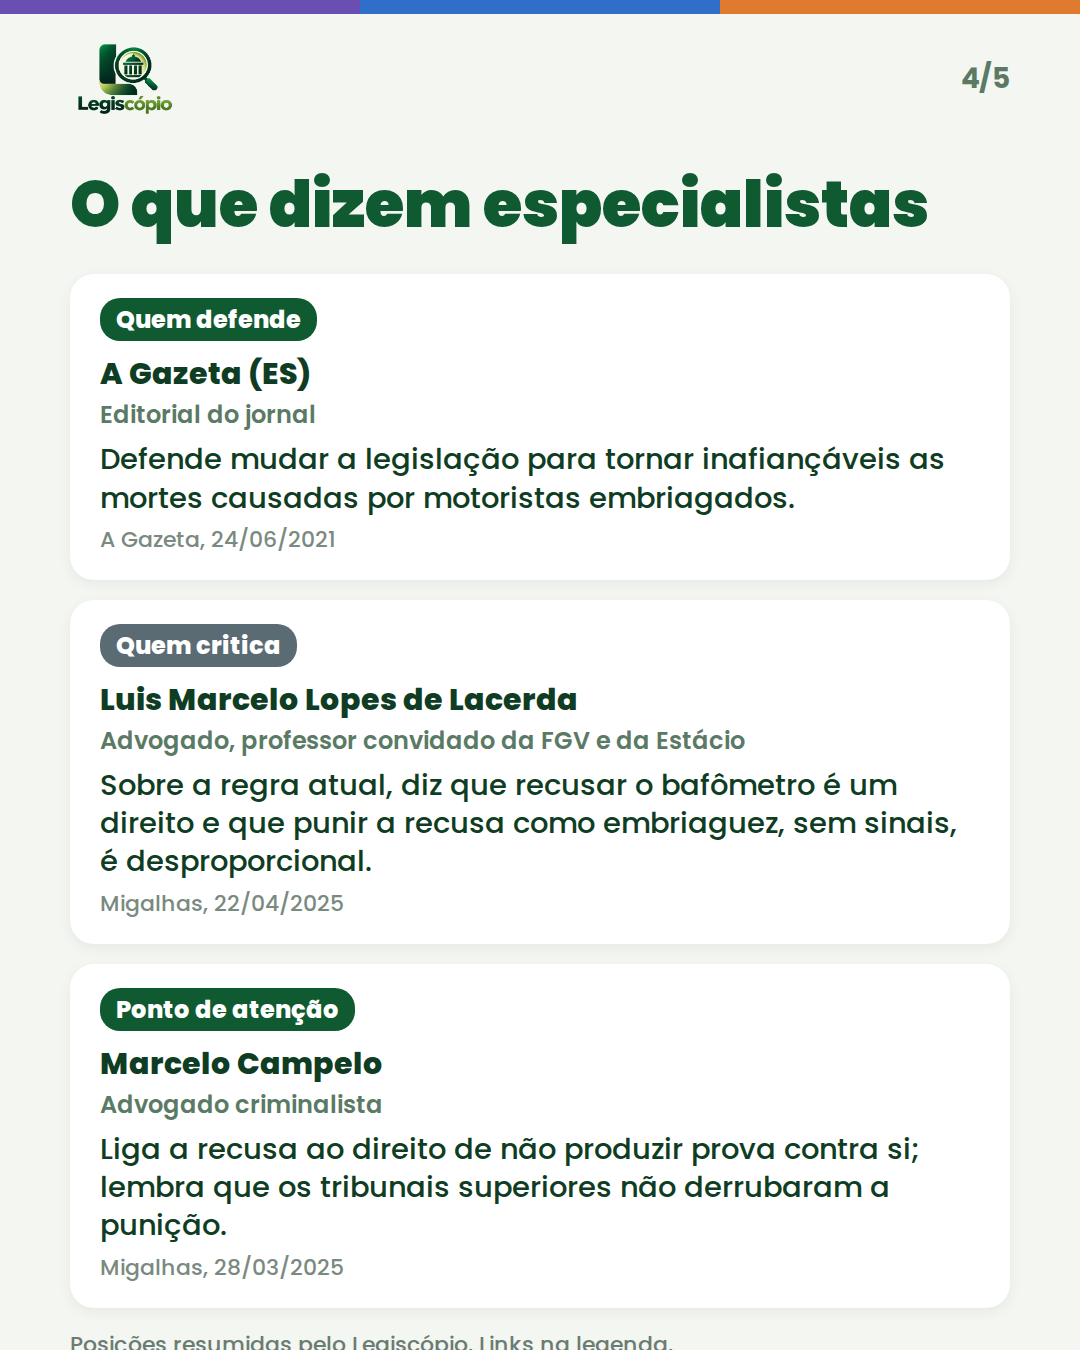 Legiscópio
4/5
O que dizem especialistas
Quem defende
A Gazeta (ES)
Editorial do jornal
Defende mudar a legislação para tornar inafiançáveis as
mortes causadas por motoristas embriagados.
A Gazeta, 24/06/2021
Quem critica
Luis Marcelo Lopes de Lacerda
Advogado, professor convidado da FGV e da Estácio
Sobre a regra atual, diz que recusar o bafômetro é um
direito e que punir a recusa como embriaguez, sem sinais,
é desproporcional.
Migalhas, 22/04/2025
Ponto de atenção
Marcelo Campelo
Advogado criminalista
Liga a recusa ao direito de não produzir prova contra si;
lembra que os tribunais superiores não derrubaram a
punição.
Migalhas, 28/03/2025
Posições resumidas pelo Legiscópio. Links na legenda.